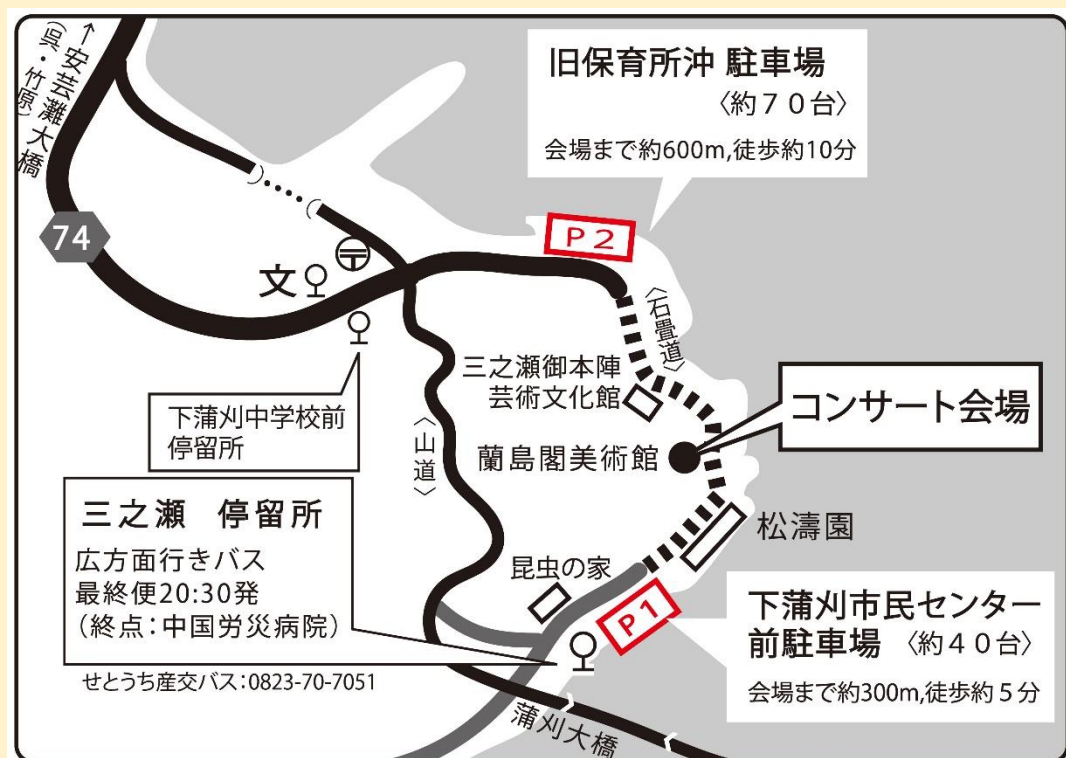 ←安芸灘大橋
(呉・竹原)
74
文
〒
旧保育所沖 駐車場
〈約７０台〉
会場まで約600m,徒歩約10分
P2
〈石畳道〉
三之瀬御本陣
芸術文化館
コンサート会場
蘭島閣美術館
下蒲刈中学校前
停留所
〈山道〉
三之瀬 停留所
広方面行きバス
最終便20:30発
（終点：中国労災病院）
せとうち産交バス：0823-70-7051
昆虫の家
松濤園
P1
下蒲刈市民センター
前駐車場 〈約４０台〉
会場まで約300m,徒歩約５分
蒲刈大橋